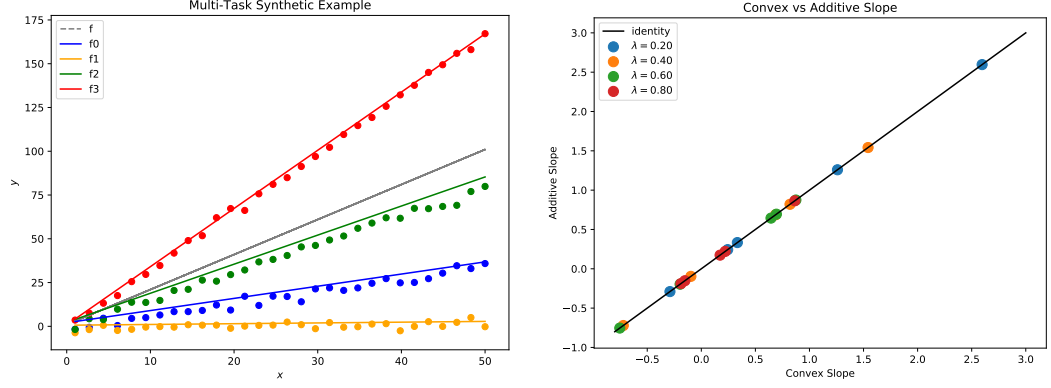 Multi-Task Synthetic Example
175
150
125
100
75
50
25
0
y
f
f0
f1
f2
f3
0 10 20 30 40 50
x
Convex vs Additive Slope
3.0
2.5
2.0
1.5
1.0
0.5
0.0
−0.5
−1.0
Additive Slope
identity
λ = 0.20
λ = 0.40
λ = 0.60
λ = 0.80
−0.5 0.0 0.5 1.0 1.5 2.0 2.5 3.0
Convex Slope